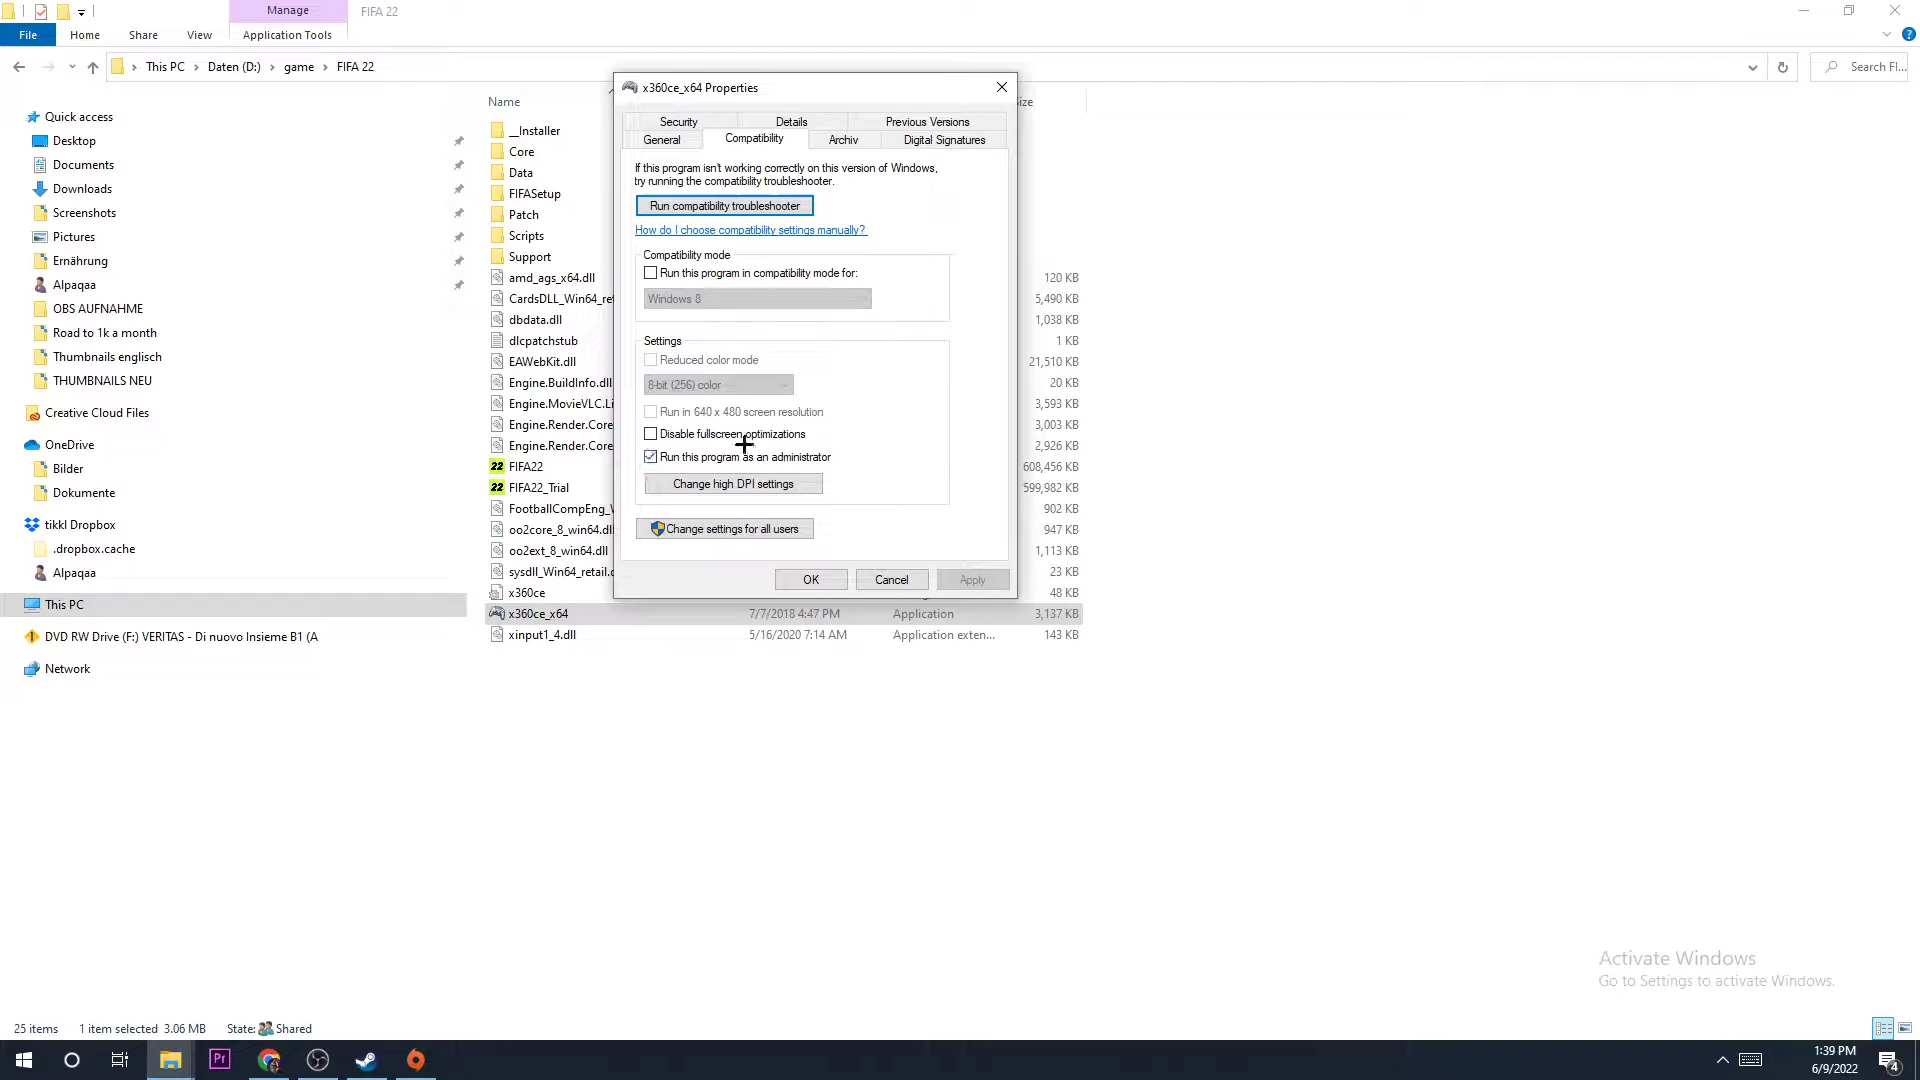 Manage
FIFA 22
File
Home
Share
View
Application Tools
This PC
Daten (D:)
game
FIFA 22
Search FI...
Quick access
Desktop
Documents
Downloads
Screenshots
Pictures
Ernährung
Alpaqaa
OBS AUFNAHME
Road to 1k a month
Thumbnails englisch
THUMBNAILS NEU
Creative Cloud Files
OneDrive
Bilder
Dokumente
tikkl Dropbox
.dropbox.cache
Alpaqaa
This PC
DVD RW Drive (F:) VERITAS - Di nuovo Insieme B1 (A
Network
Name
__Installer
Core
Data
FIFASetup
Patch
Scripts
Support
amd_ags_x64.dll 120 KB
CardsDLL_Win64_ret 5,490 KB
dbdata.dll 1,038 KB
dlcpatchstub 1 KB
EAWebKit.dll 21,510 KB
Engine.BuildInfo.dll 20 KB
Engine.MovieVLC.Li 3,593 KB
Engine.Render.Core 3,003 KB
Engine.Render.Core 2,926 KB
22 FIFA22 608,456 KB
22 FIFA22_Trial 599,982 KB
FootballCompEng_W 902 KB
oo2core_8_win64.dll 947 KB
oo2ext_8_win64.dll 1,113 KB
sysdll_Win64_retail.d 23 KB
x360ce 48 KB
x360ce_x64 7/7/2018 4:47 PM Application 3,137 KB
xinput1_4.dll 5/16/2020 7:14 AM Application exten... 143 KB
x360ce_x64 Properties
Security
Details
Previous Versions
General
Compatibility
Archiv
Digital Signatures
If this program isn't working correctly on this version of Windows,
try running the compatibility troubleshooter.
Run compatibility troubleshooter
How do I choose compatibility settings manually?
Compatibility mode
Run this program in compatibility mode for:
Windows 8
Settings
Reduced color mode
8-bit (256) color
Run in 640 x 480 screen resolution
Disable fullscreen optimizations
Run this program as an administrator
Change high DPI settings
Change settings for all users
OK
Cancel
Apply
Activate Windows
Go to Settings to activate Windows.
25 items
1 item selected 3.06 MB
State: Shared
Pr
1:39 PM
6/9/2022
4